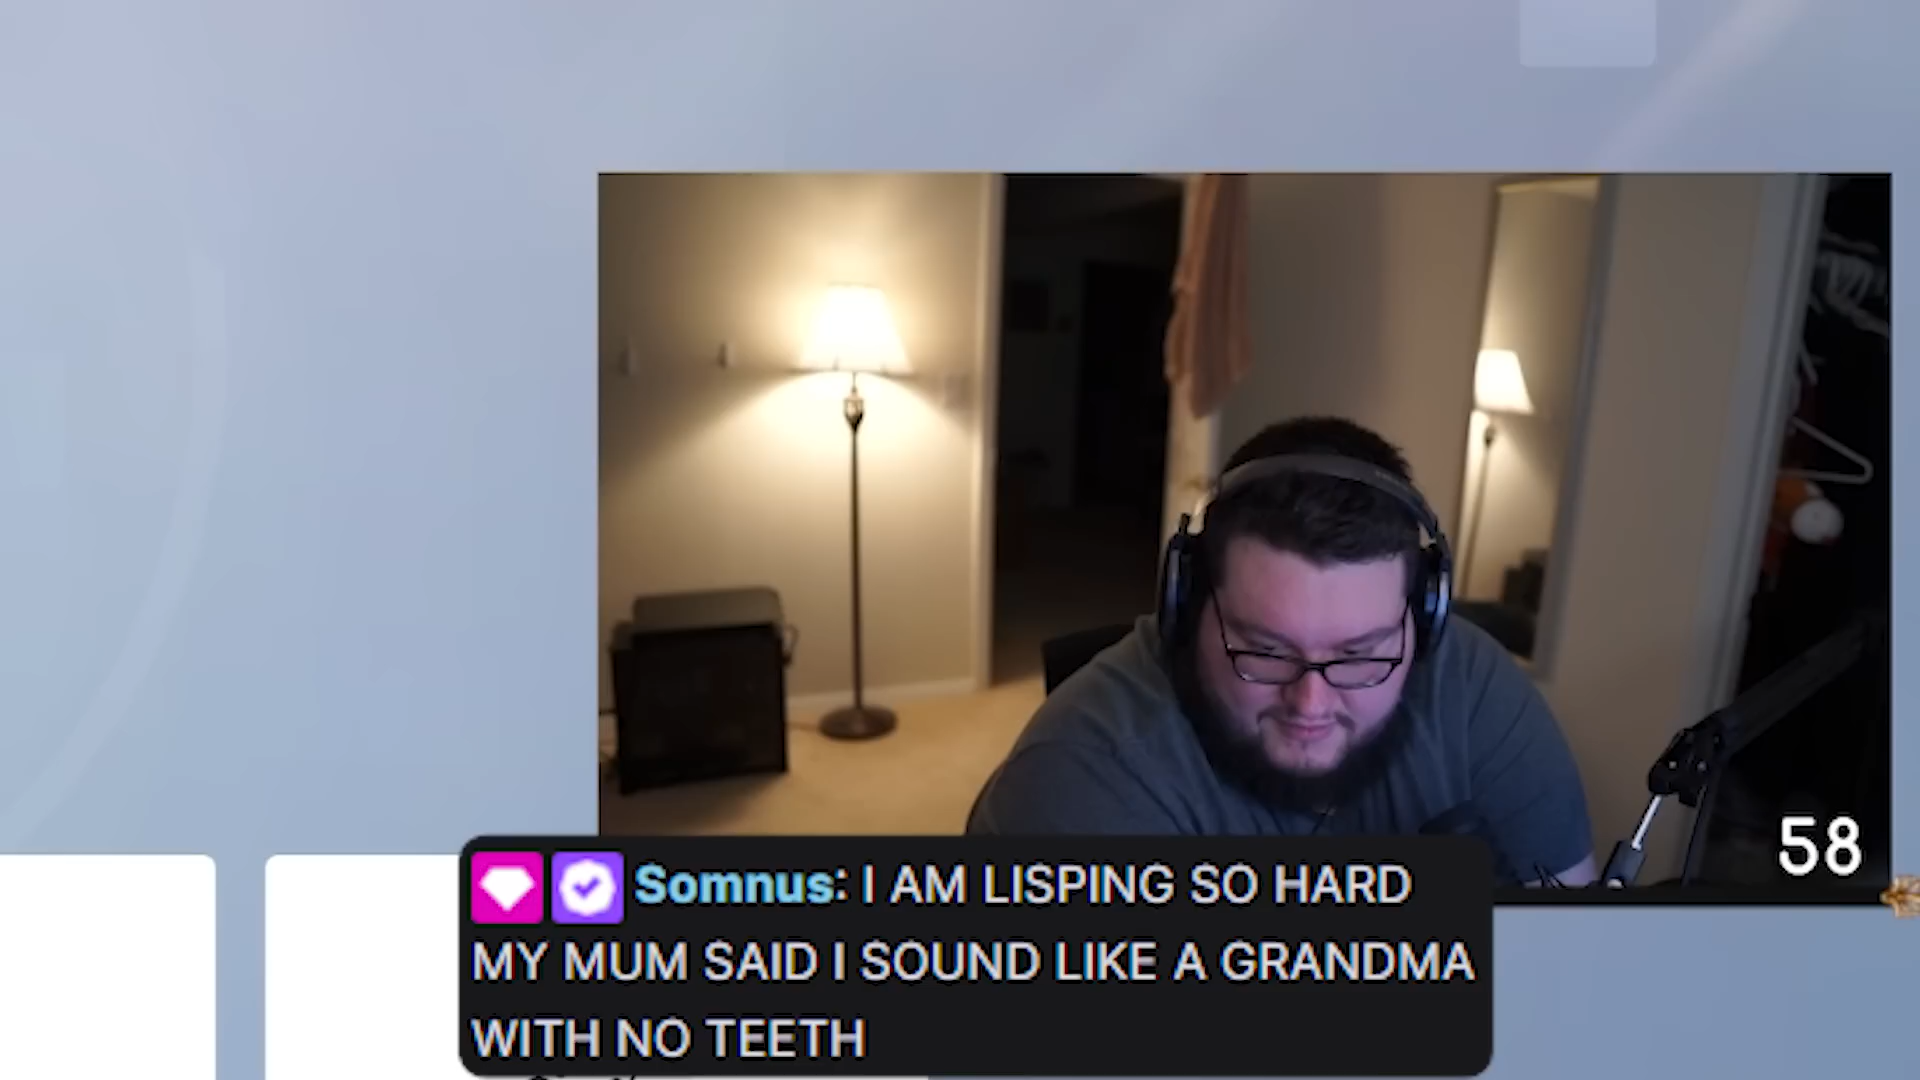 58
Somnus: I AM LISPING SO HARD
MY MUM SAID I SOUND LIKE A GRANDMA
WITH NO TEETH